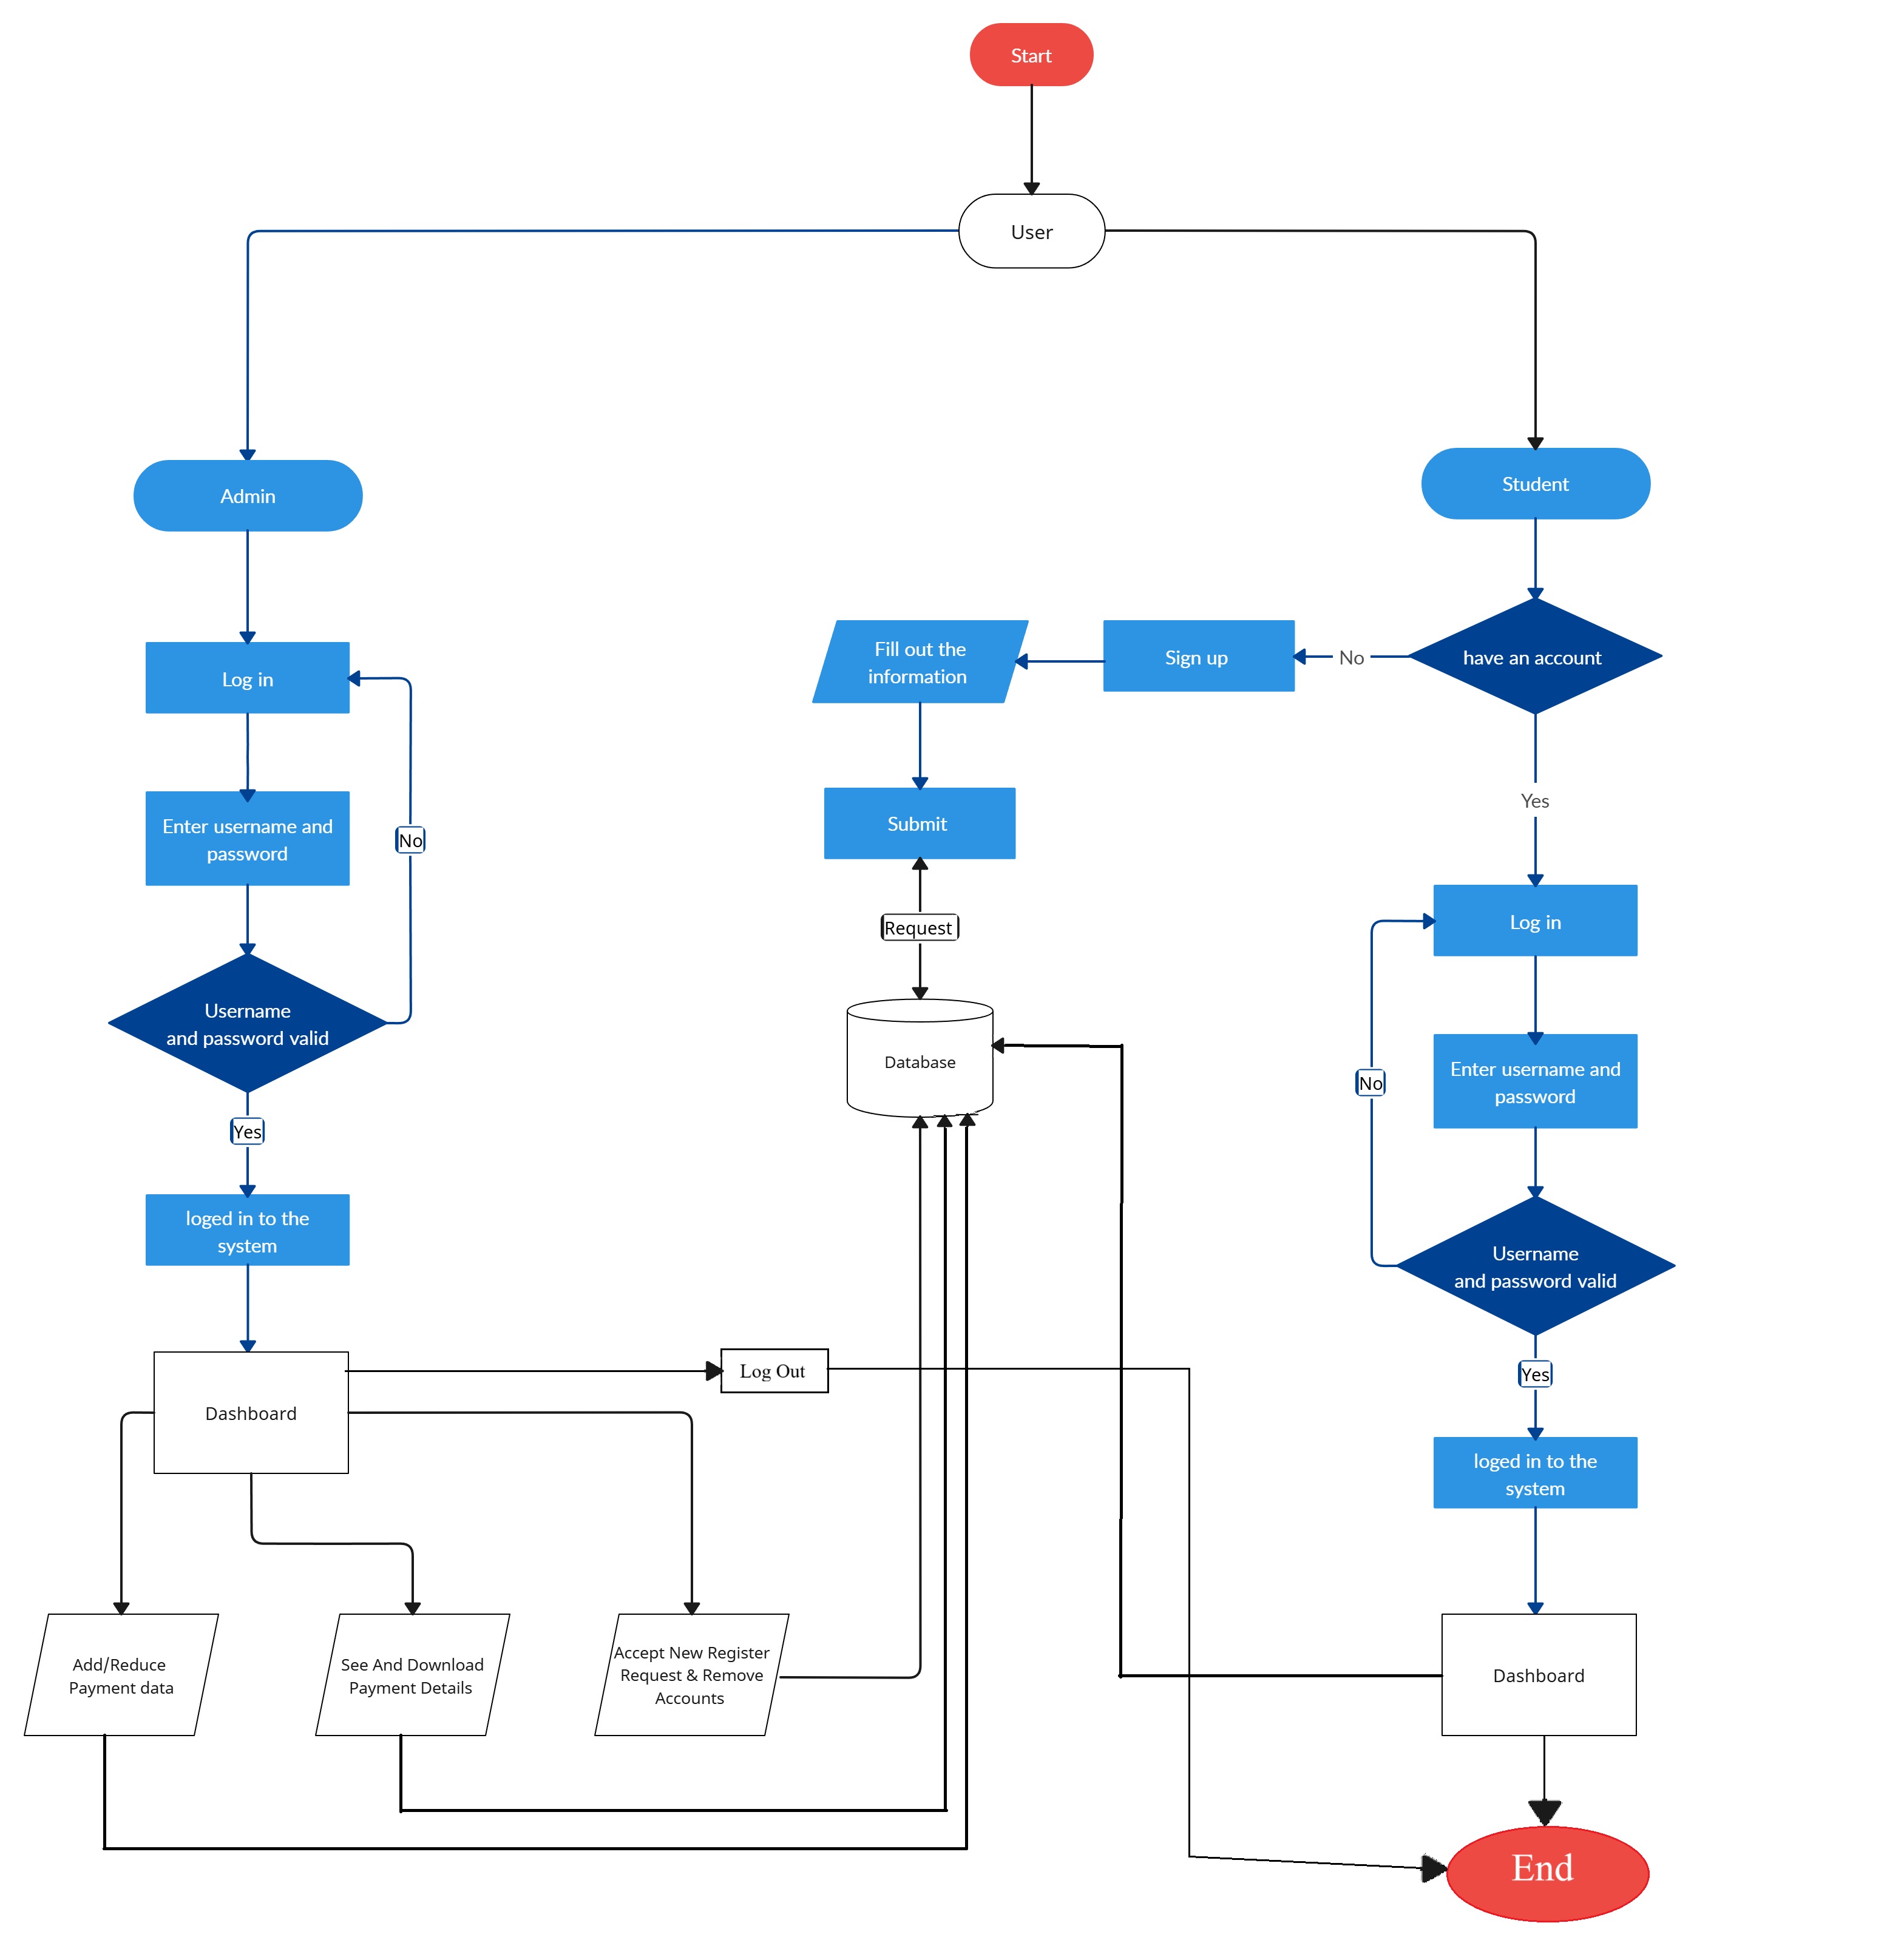 Start
User
Admin
Student
have an account
No
Sign up
Fill out the
information
Log in
Yes
Submit
Enter username and
password
No
Request
Log in
Username
and password valid
Database
Enter username and
password
No
Yes
loged in to the
system
Username
and password valid
Log Out
Yes
Dashboard
loged in to the
system
Add/Reduce
Payment data
See And Download
Payment Details
Accept New Register
Request & Remove
Accounts
Dashboard
End